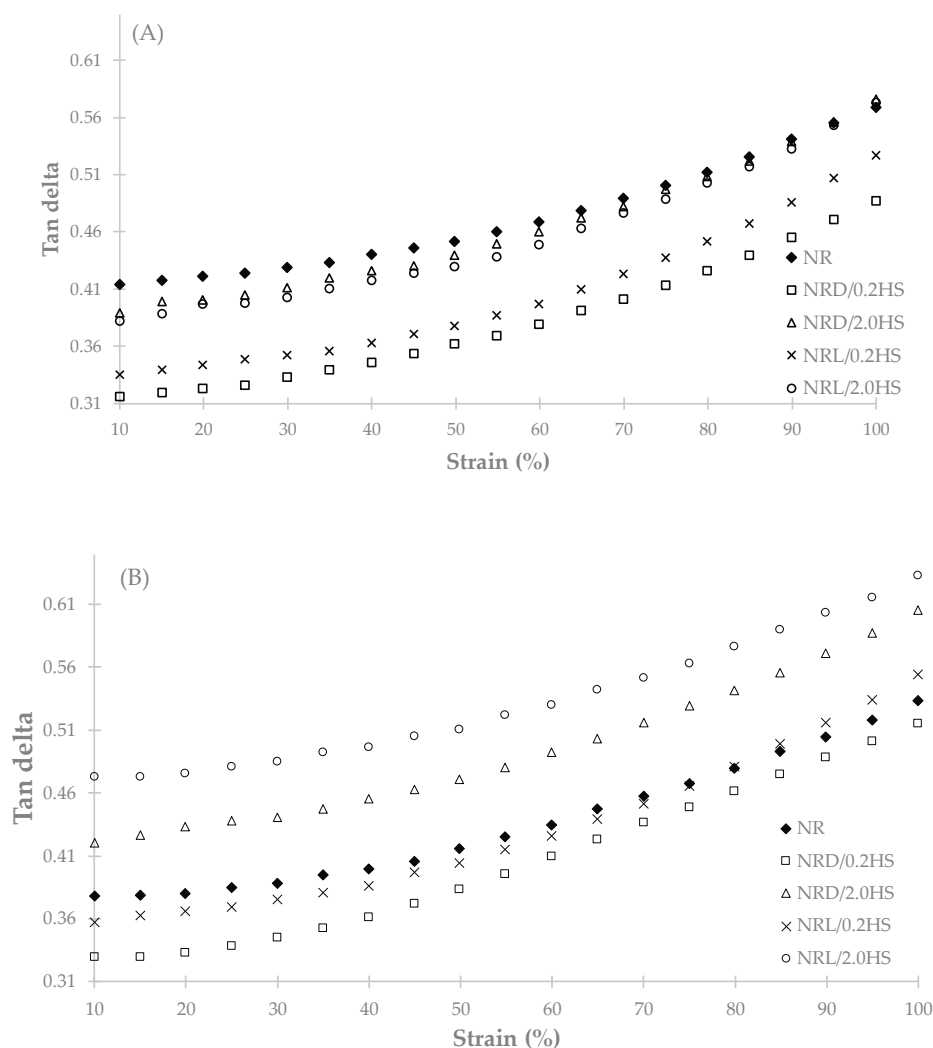 (A)
0.61
0.56
0.51
0.46
0.41
0.36
0.31
Tan delta
10 20 30 40 50 60 70 80 90 100
Strain (%)
NR
NRD/0.2HS
NRD/2.0HS
NRL/0.2HS
NRL/2.0HS
(B)
0.61
0.56
0.51
0.46
0.41
0.36
0.31
Tan delta
10 20 30 40 50 60 70 80 90 100
Strain (%)
NR
NRD/0.2HS
NRD/2.0HS
NRL/0.2HS
NRL/2.0HS